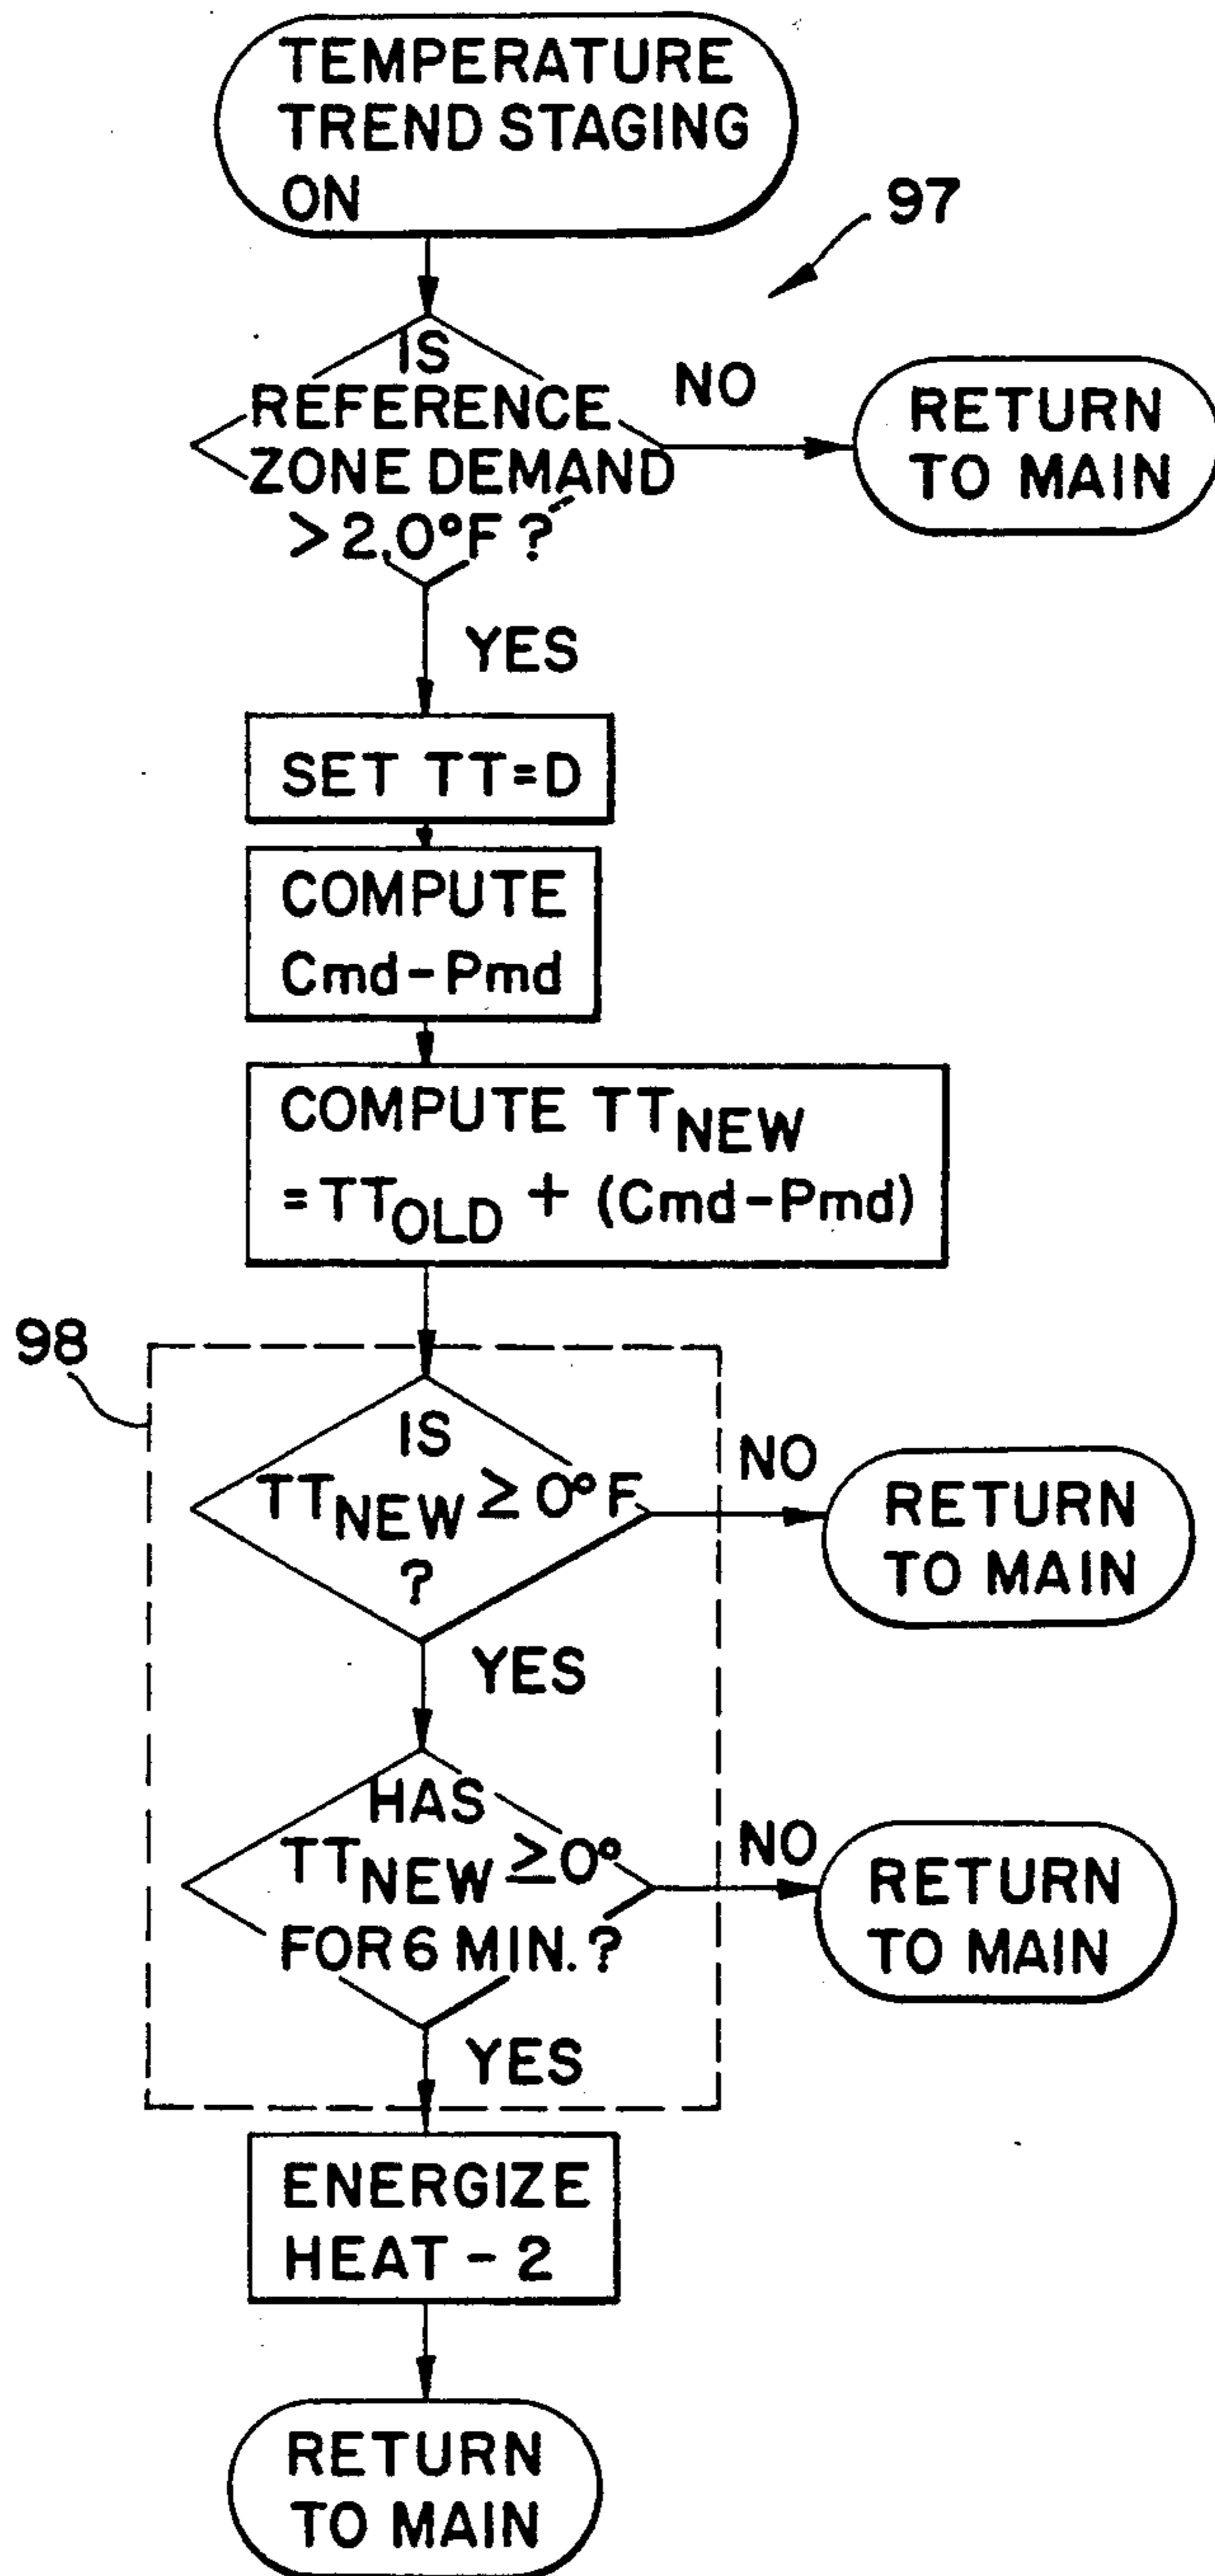 TEMPERATURE
TREND STAGING
ON
97
IS
REFERENCE
ZONE DEMAND
>2.0°F ?
NO
RETURN
TO MAIN
YES
SET TT=D
COMPUTE
Cmd-Pmd
COMPUTE TTNEW
=TTOLD + (Cmd-Pmd)
98
IS
TTNEW ≥ 0°F
?
NO
RETURN
TO MAIN
YES
HAS
TTNEW ≥0°
FOR 6 MIN. ?
NO
RETURN
TO MAIN
YES
ENERGIZE
HEAT - 2
RETURN
TO MAIN